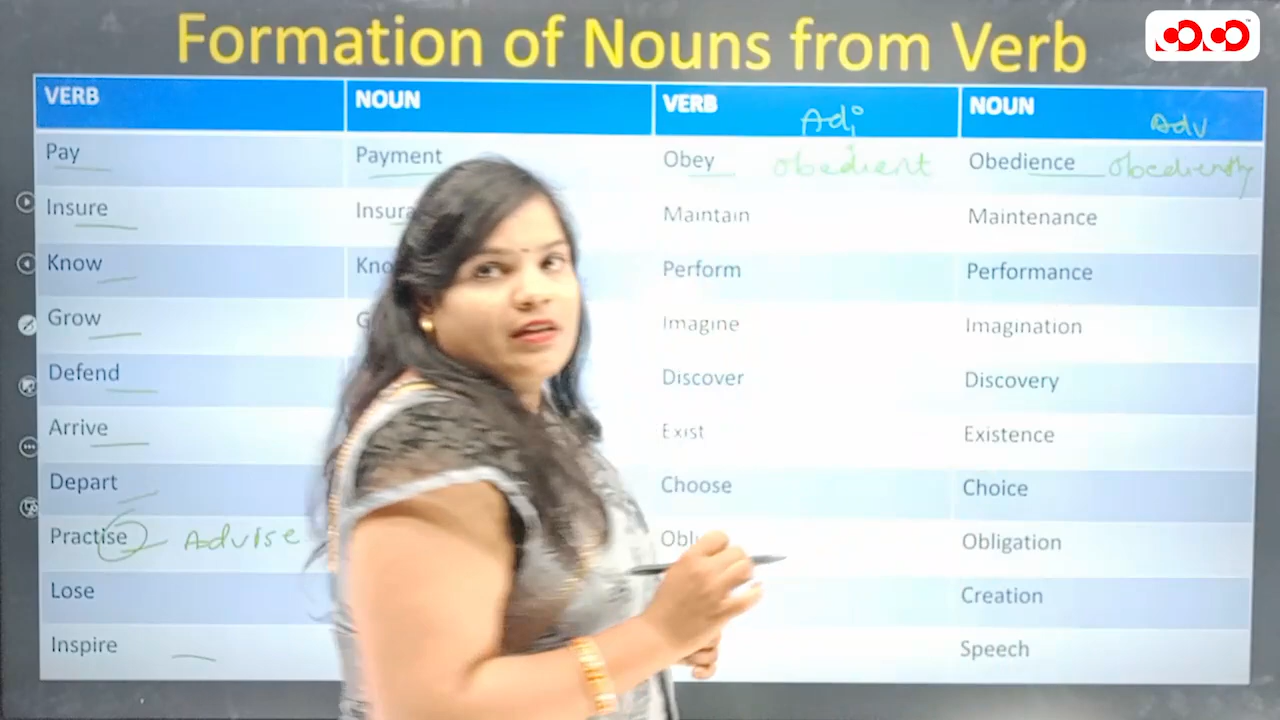 Formation of Nouns from Verb
VERB NOUN VERB Adj NOUN Adv
Pay Payment Obey obedient Obedience obediently
Insure Maintain Maintenance
Know Perform Performance
Grow Imagine Imagination
Defend Discover Discovery
Arrive Exist Existence
Depart Choose Choice
Practise Advise Obligation
Lose Creation
Inspire Speech